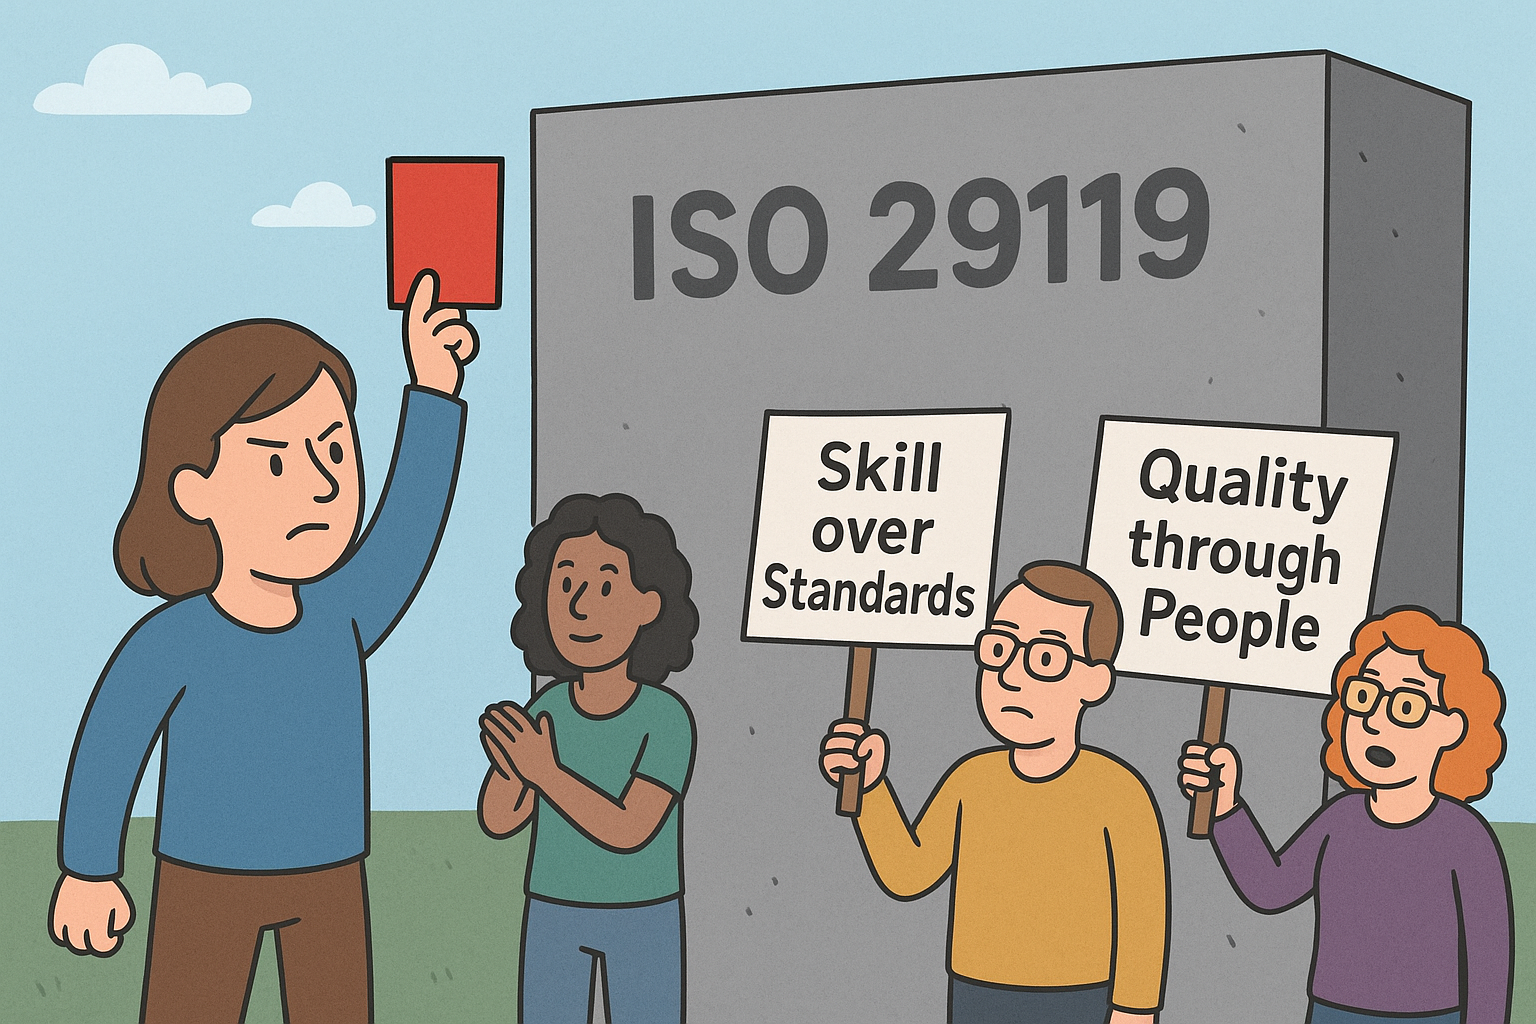 ISO 29119
Skill
over
Standards
Quality
through
People